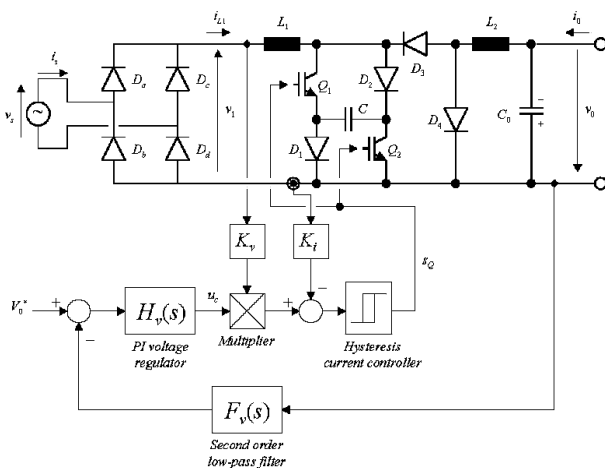 i_L1 L_1 L_2 i_0
i_s D_a D_c v_1 Q_1 D_2 D_3
v_s ~ C D_4 C_0 − + v_0
D_b D_d D_1 Q_2
K_v K_i s_Q
V_0* + − H_v(s) u_c + −
PI voltage
regulator
Multiplier
Hysteresis
current controller
F_v(s)
Second order
low-pass filter